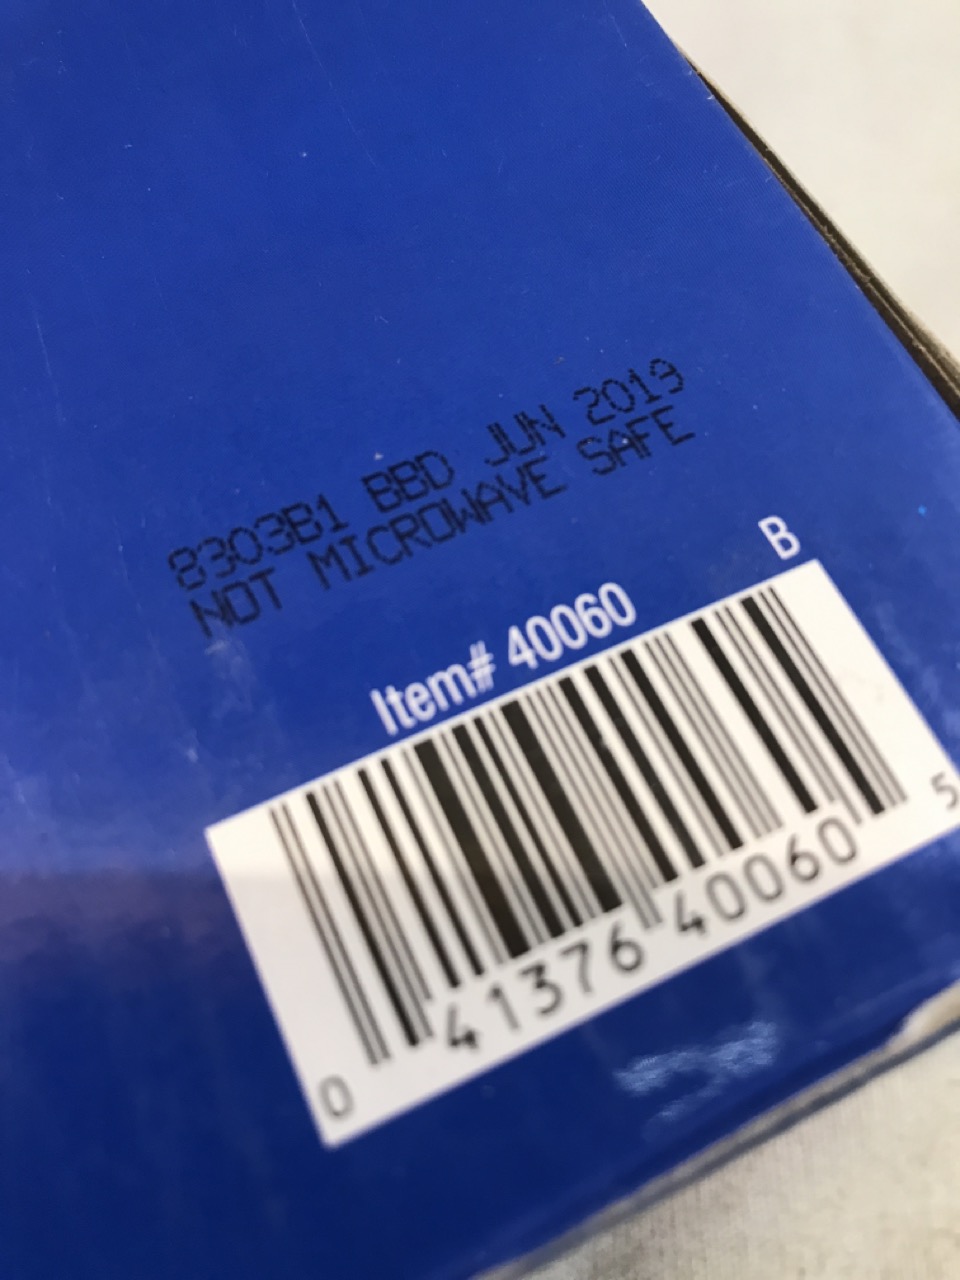 8303B1 BBD JUN 2019
NOT MICROWAVE SAFE
B
Item# 40060
0 41376 40060 5